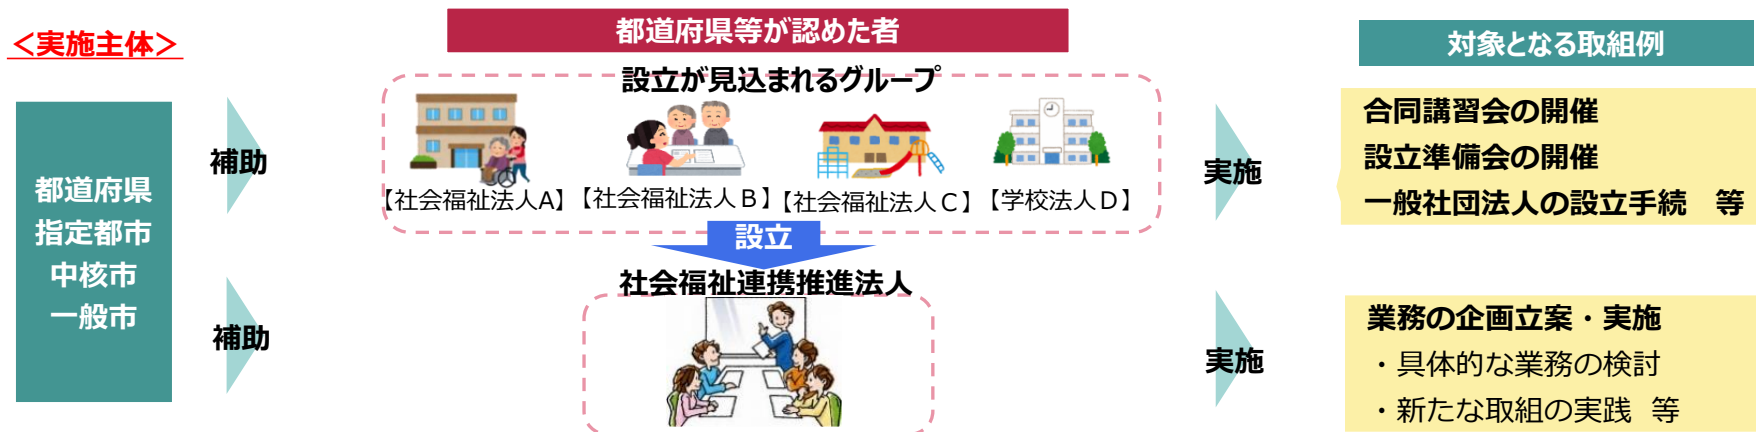 ＜実施主体＞
都道府県
指定都市
中核市
一般市
補助
補助
都道府県等が認めた者
設立が見込まれるグループ
【社会福祉法人A】
【社会福祉法人Ｂ】
【社会福祉法人Ｃ】
【学校法人Ｄ】
設立
社会福祉連携推進法人
実施
実施
対象となる取組例
合同講習会の開催
設立準備会の開催
一般社団法人の設立手続　等
業務の企画立案・実施
・具体的な業務の検討
・新たな取組の実践　等